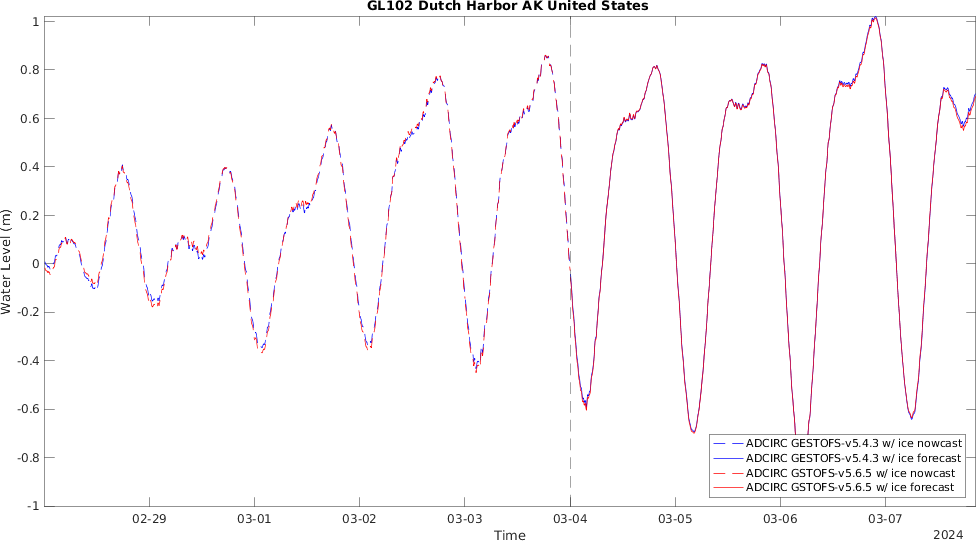 GL102 Dutch Harbor AK United States
1
0.8
0.6
0.4
0.2
0
-0.2
-0.4
-0.6
-0.8
-1
Water Level (m)
ADCIRC GESTOFS-v5.4.3 w/ ice nowcast
ADCIRC GESTOFS-v5.4.3 w/ ice forecast
ADCIRC GSTOFS-v5.6.5 w/ ice nowcast
ADCIRC GSTOFS-v5.6.5 w/ ice forecast
02-29 03-01 03-02 03-03 03-04 03-05 03-06 03-07
Time
2024